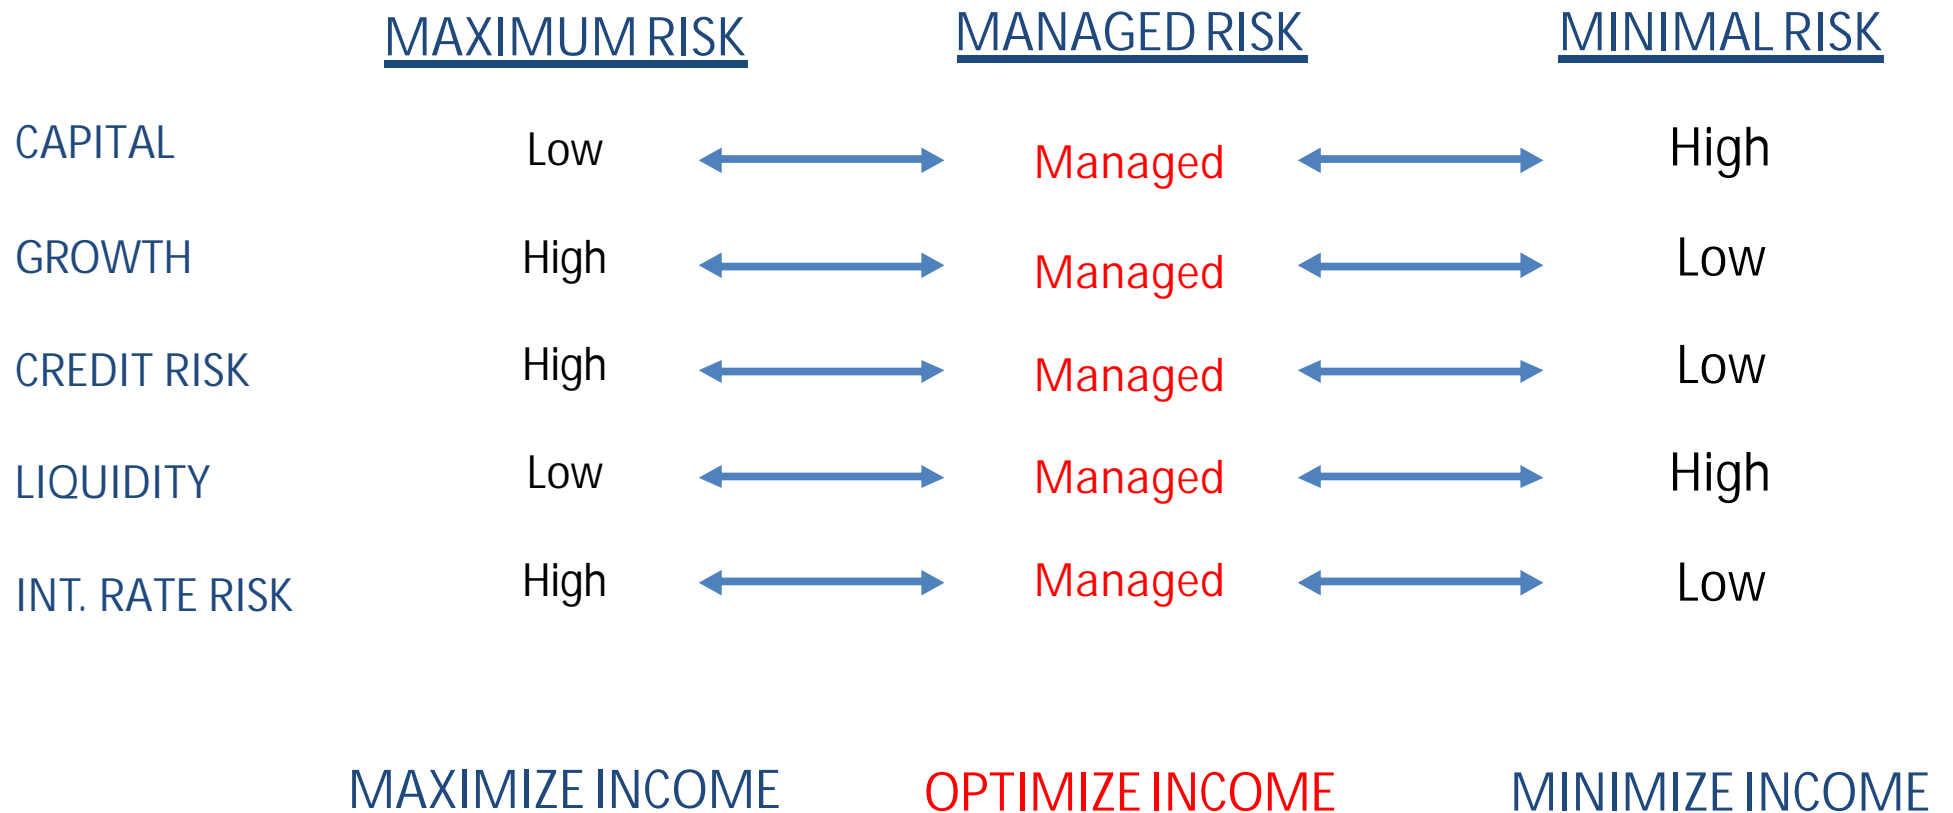 MAXIMUM RISK MANAGED RISK MINIMAL RISK
CAPITAL Low Managed High
GROWTH High Managed Low
CREDIT RISK High Managed Low
LIQUIDITY Low Managed High
INT. RATE RISK High Managed Low
MAXIMIZE INCOME OPTIMIZE INCOME MINIMIZE INCOME